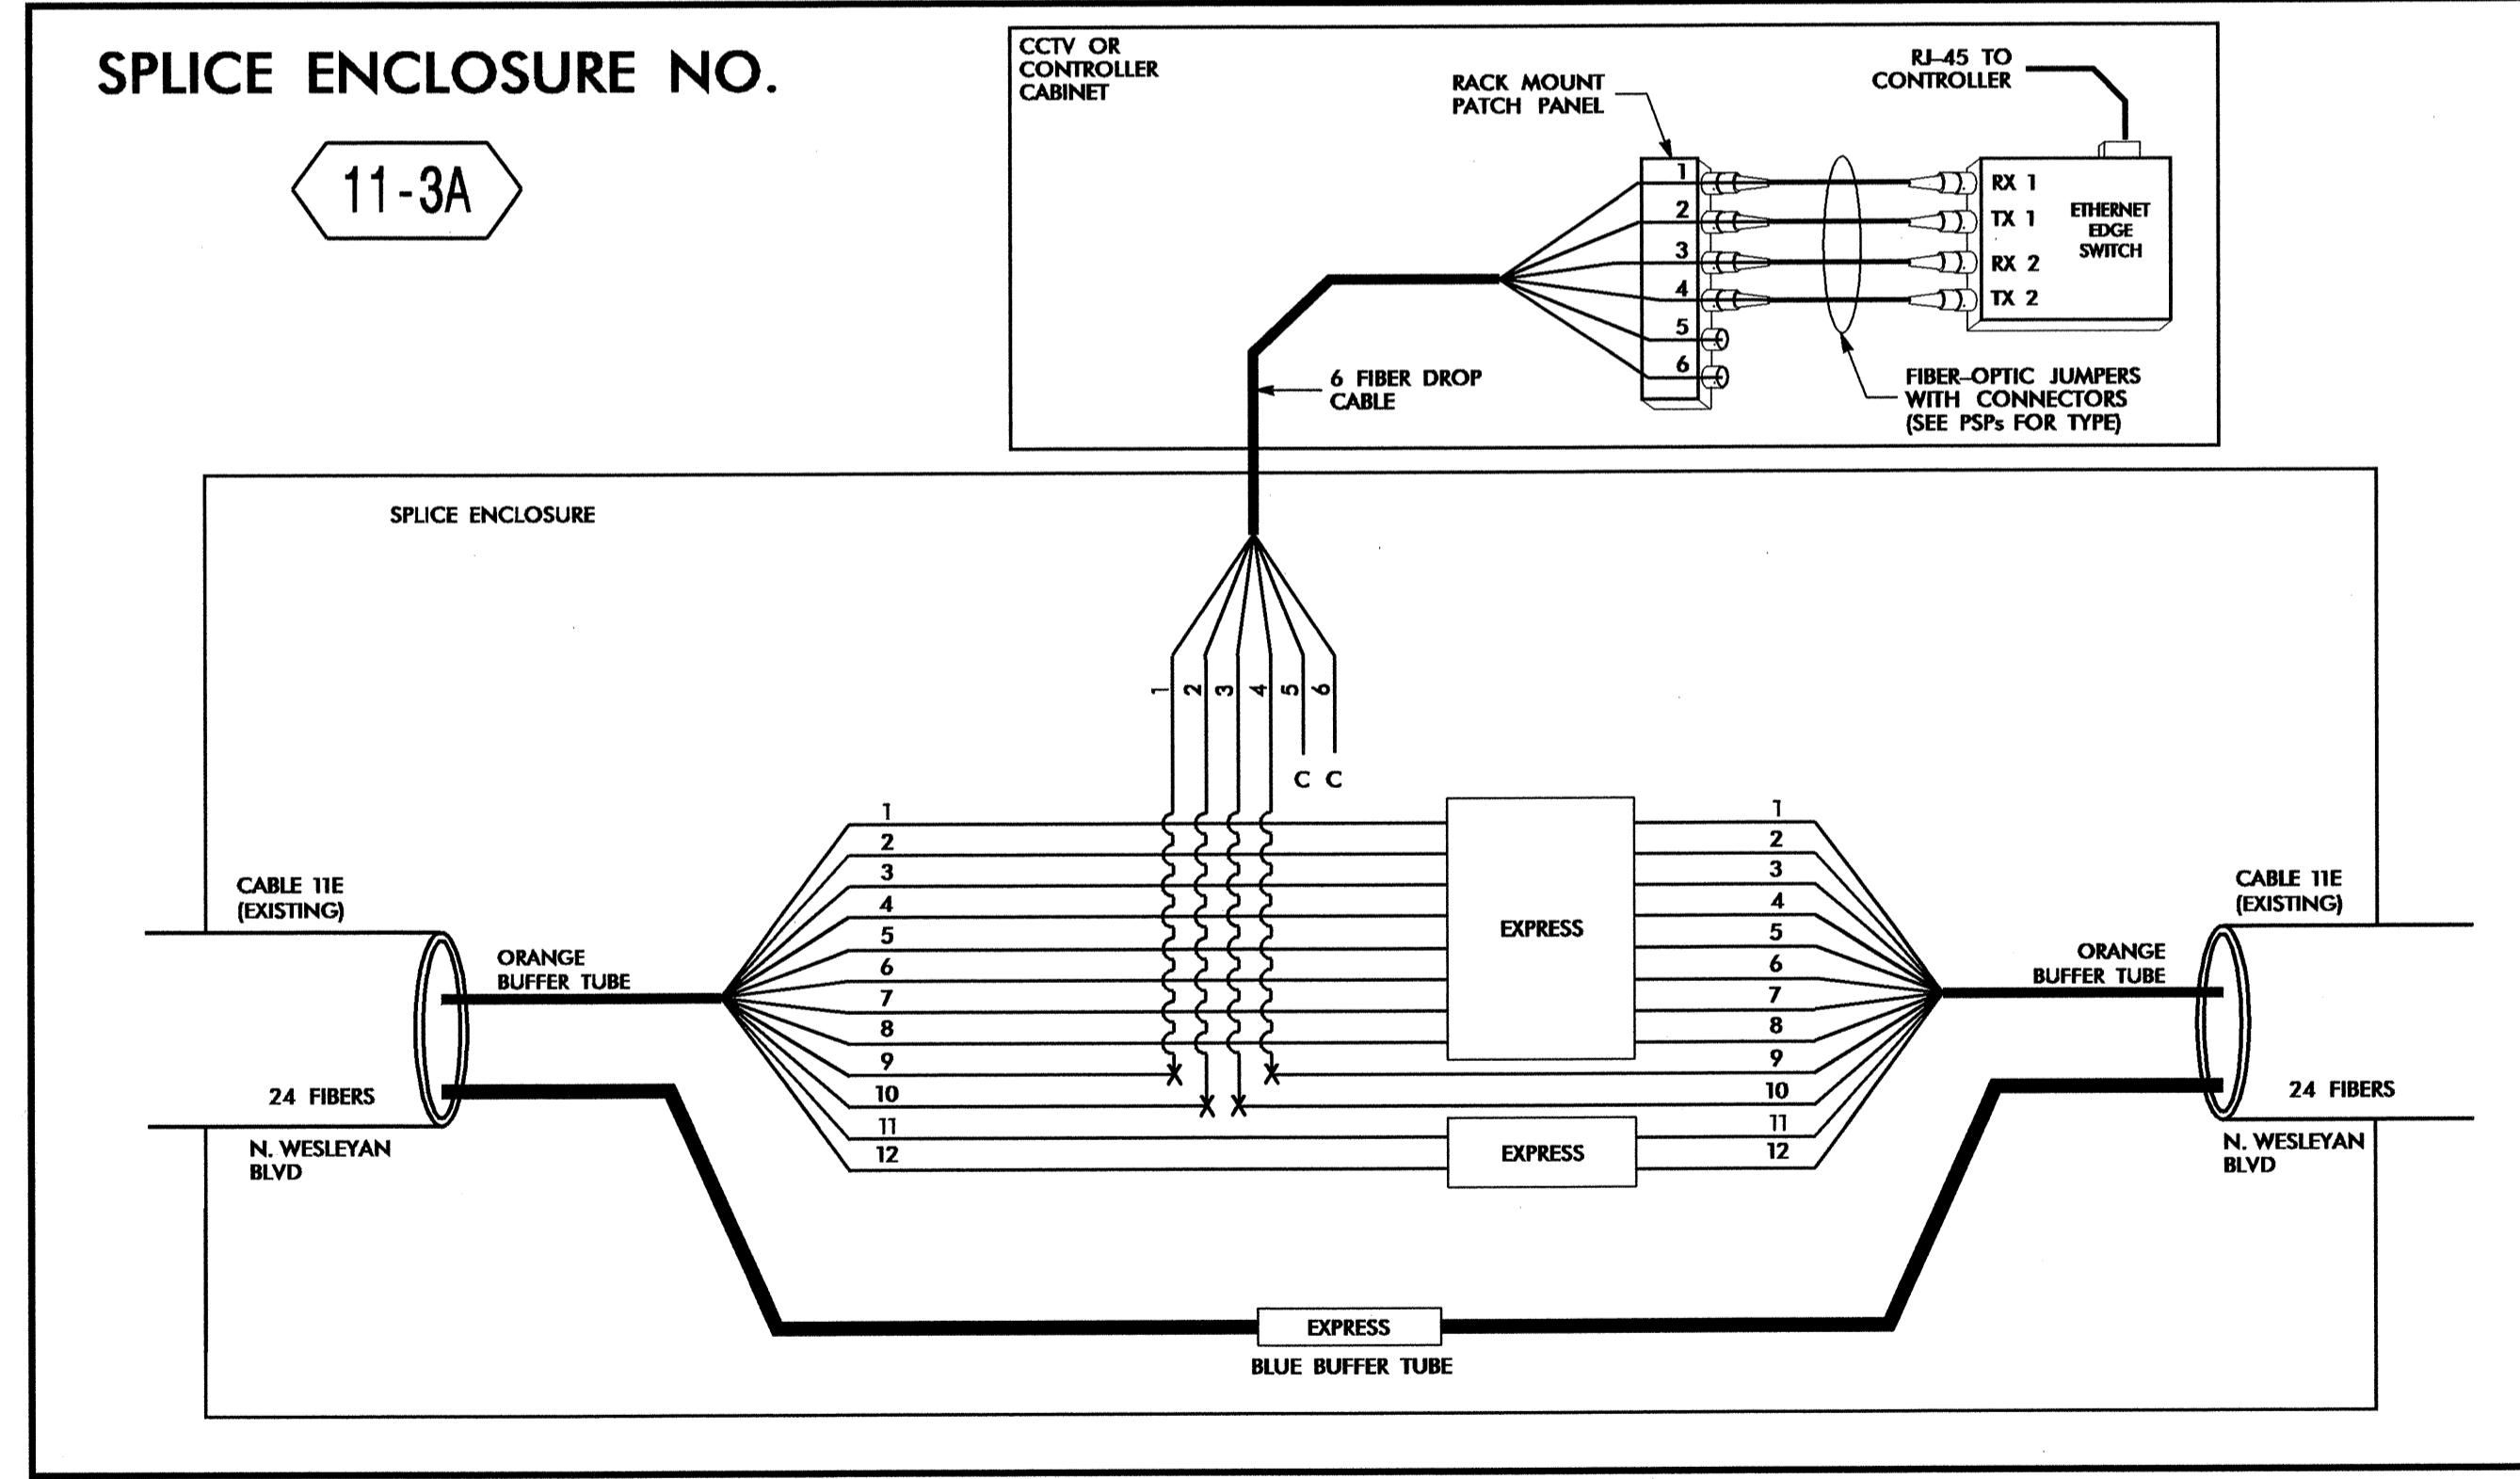 SPLICE ENCLOSURE NO.
11-3A
CCTV OR
CONTROLLER
CABINET
RACK MOUNT
PATCH PANEL
RJ-45 TO
CONTROLLER
1
2
3
4
5
6
RX 1
TX 1
RX 2
TX 2
ETHERNET
EDGE
SWITCH
6 FIBER DROP
CABLE
FIBER-OPTIC JUMPERS
WITH CONNECTORS
(SEE PSPs FOR TYPE)
SPLICE ENCLOSURE
1
2
3
4
5
6
C C
CABLE 11E
(EXISTING)
ORANGE
BUFFER TUBE
24 FIBERS
N. WESLEYAN
BLVD
1
2
3
4
5
6
7
8
9
10
11
12
EXPRESS
EXPRESS
1
2
3
4
5
6
7
8
9
10
11
12
CABLE 11E
(EXISTING)
ORANGE
BUFFER TUBE
24 FIBERS
N. WESLEYAN
BLVD
EXPRESS
BLUE BUFFER TUBE